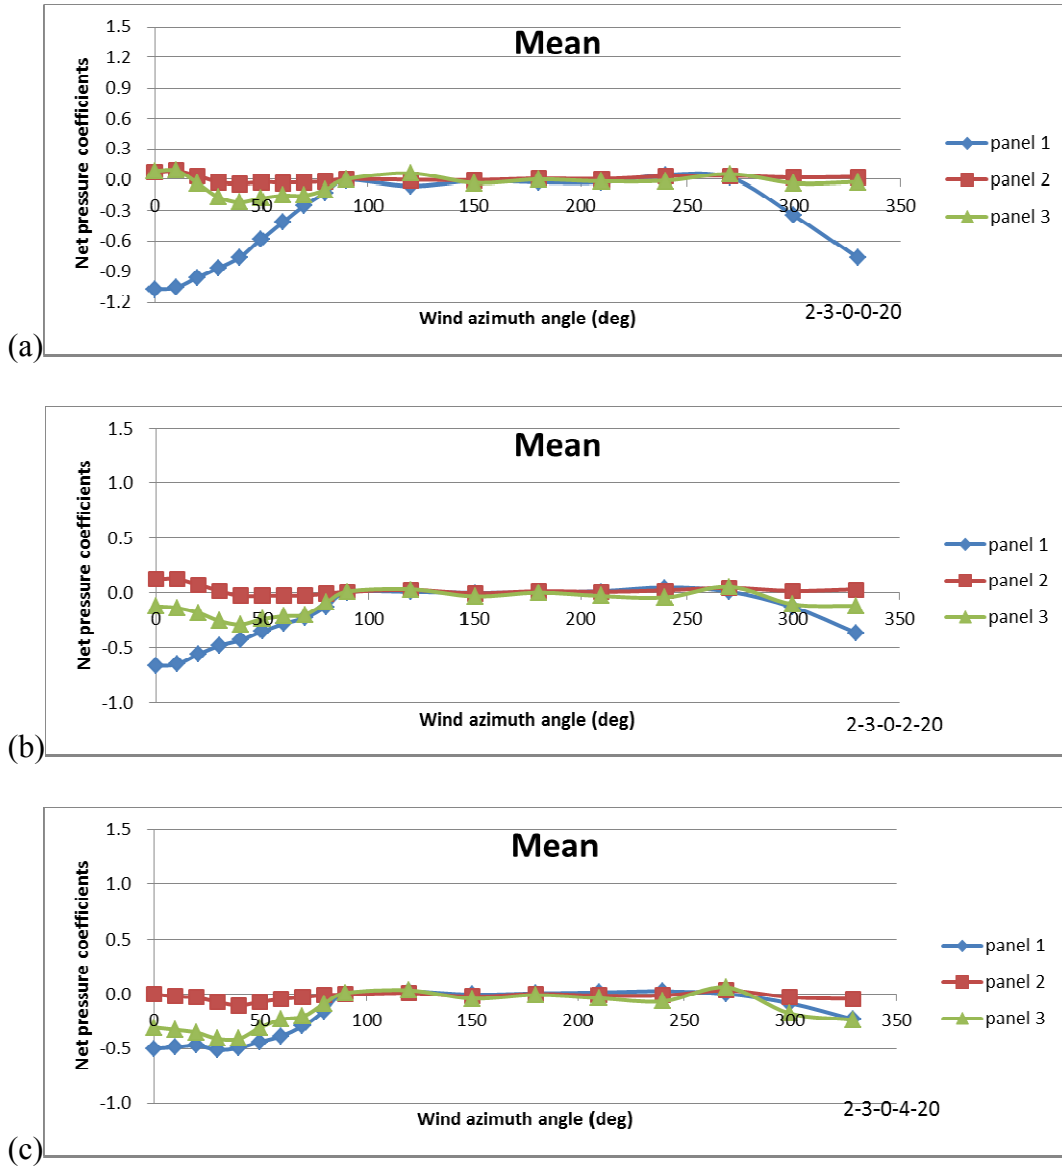 (a)
Mean
Net pressure coefficients
1.5
1.2
0.9
0.6
0.3
0.0
-0.3
-0.6
-0.9
-1.2
0 50 100 150 200 250 300 350
Wind azimuth angle (deg)
panel 1
panel 2
panel 3
2-3-0-0-20
(b)
Mean
Net pressure coefficients
1.5
1.0
0.5
0.0
-0.5
-1.0
0 50 100 150 200 250 300 350
Wind azimuth angle (deg)
panel 1
panel 2
panel 3
2-3-0-2-20
(c)
Mean
Net pressure coefficients
1.5
1.0
0.5
0.0
-0.5
-1.0
0 50 100 150 200 250 300 350
Wind azimuth angle (deg)
panel 1
panel 2
panel 3
2-3-0-4-20